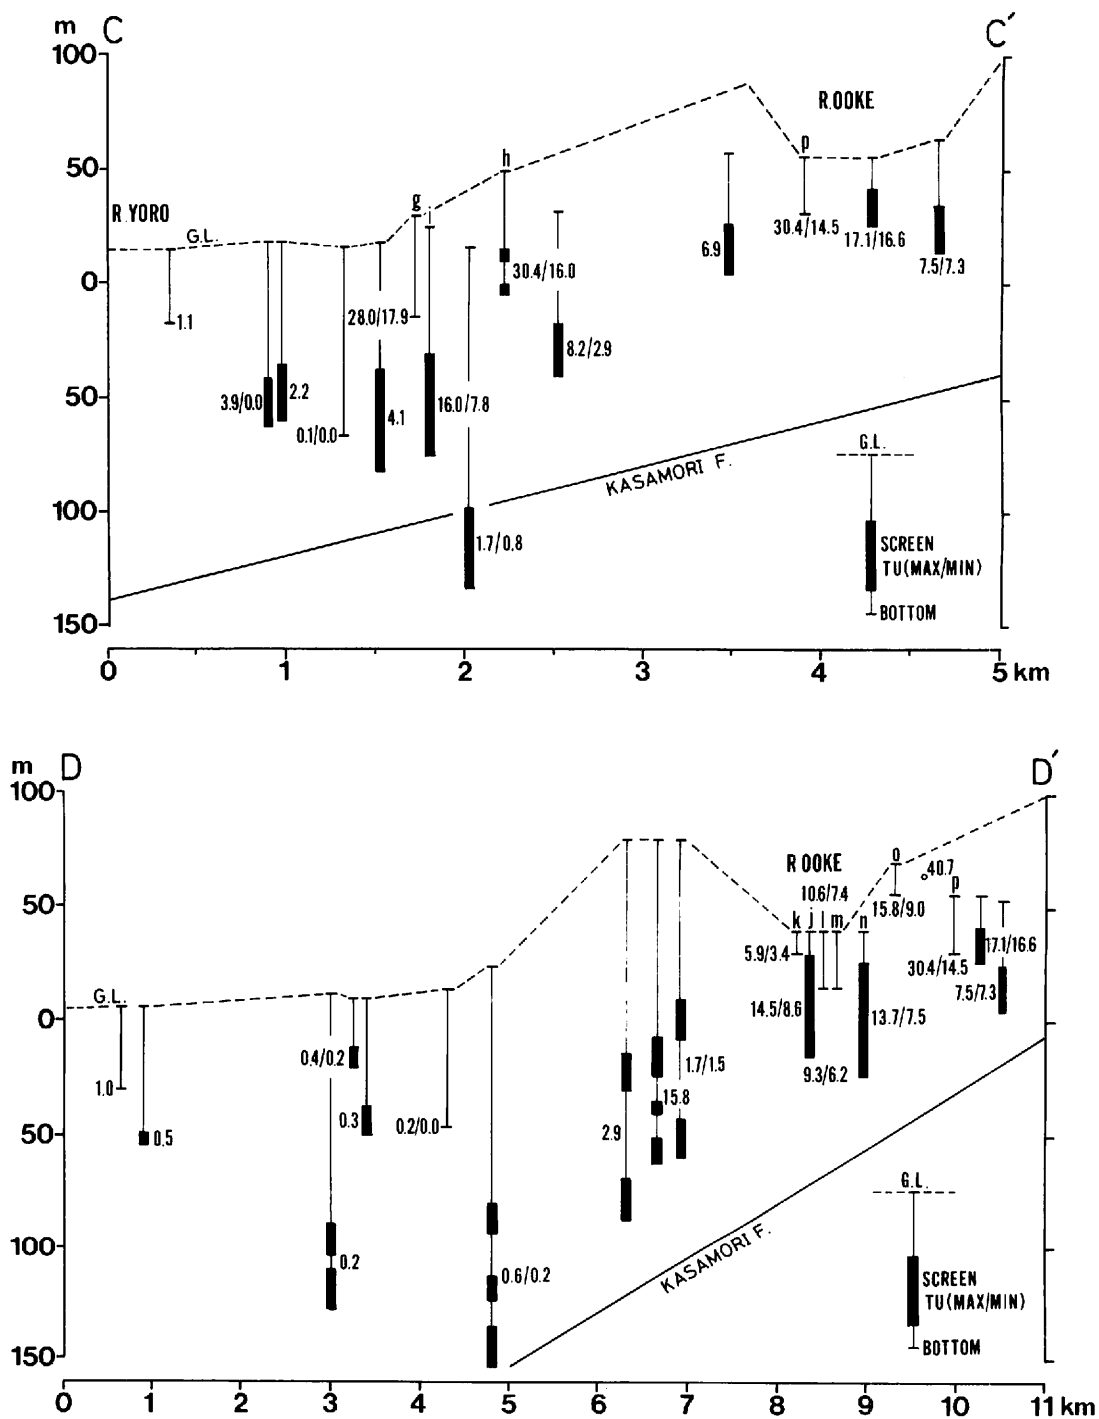 m C C′
100
R.OOKE
h p
50
g i
R.YORO
G.L.
30.4/14.5
17.1/16.6
6.9
7.5/7.3
30.4/16.0
0
28.0/17.9
1.1
8.2/2.9
3.9/0.0 2.2
16.0/7.8
50
4.1
0.1/0.0
G.L.
KASAMORI F.
100
1.7/0.8
SCREEN
TU(MAX/MIN)
BOTTOM
150
0 1 2 3 4 5 km
m D D′
100
R OOKE
o
40.7
p
10.6/7.4
50
15.8/9.0
k j l m n
5.9/3.4
17.1/16.6
30.4/14.5
7.5/7.3
G.L.
14.5/8.6
13.7/7.5
0
0.4/0.2
1.7/1.5
9.3/6.2
1.0
15.8
0.3
0.2/0.0
2.9
50
0.5
G.L.
100
0.2
0.6/0.2
KASAMORI F.
SCREEN
TU(MAX/MIN)
BOTTOM
150
0 1 2 3 4 5 6 7 8 9 10 11 km